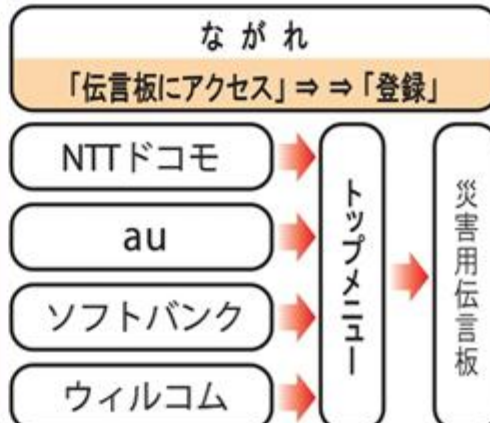 ながれ
「伝言板にアクセス」⇒⇒「登録」
NTTドコモ
au
ソフトバンク
ウィルコム
トップメニュー
災害用伝言板